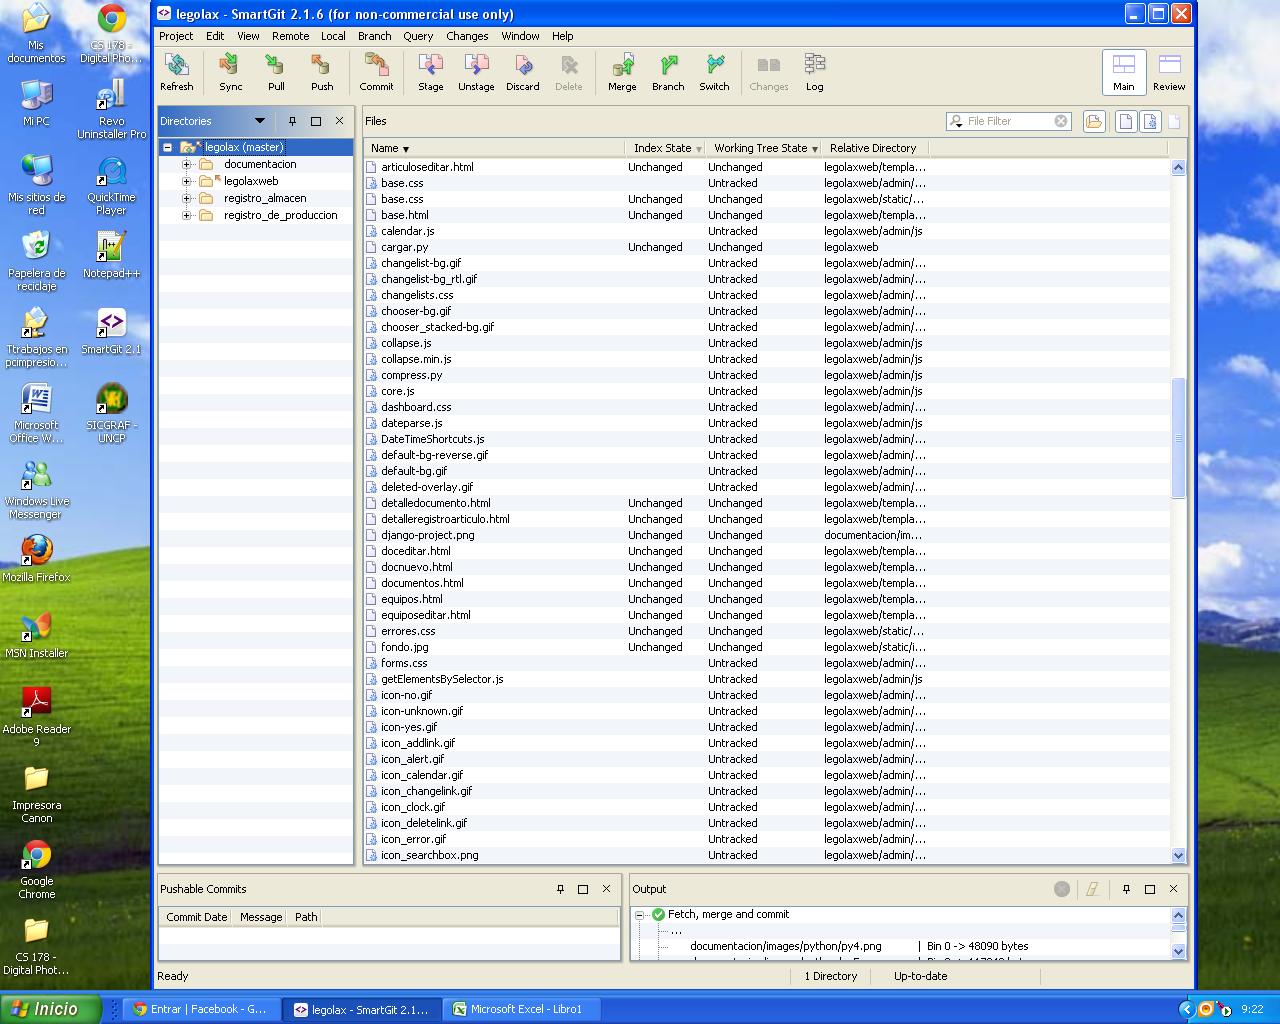 legolax - SmartGit 2.1.6 (for non-commercial use only)
Project Edit View Remote Local Branch Query Changes Window Help
Refresh Sync Pull Push Commit Stage Unstage Discard Delete Merge Branch Switch Changes Log Main Review
Mis documentos
CS 178 - Digital Phot...
Mi PC
Revo Uninstaller Pro
Mis sitios de red
QuickTime Player
Papelera de reciclaje
Notepad++
Ttrabajos en pcimpresio...
SmartGit 2.1
Microsoft Office W...
SICGRAF - UNCP
Windows Live Messenger
Mozilla Firefox
MSN Installer
Adobe Reader 9
Impresora Canon
Google Chrome
CS 178 - Digital Phot...
Directories
legolax (master)
documentacion
legolaxweb
registro_almacen
registro_de_produccion
Files
File Filter
Name Index State Working Tree State Relative Directory
articuloseditar.html Unchanged Unchanged legolaxweb/templa...
base.css Untracked legolaxweb/admin/...
base.css Unchanged Unchanged legolaxweb/static/...
base.html Unchanged Unchanged legolaxweb/templa...
calendar.js Untracked legolaxweb/admin/js
cargar.py Unchanged Unchanged legolaxweb
changelist-bg.gif Untracked legolaxweb/admin/...
changelist-bg_rtl.gif Untracked legolaxweb/admin/...
changelists.css Untracked legolaxweb/admin/...
chooser-bg.gif Untracked legolaxweb/admin/...
chooser_stacked-bg.gif Untracked legolaxweb/admin/...
collapse.js Untracked legolaxweb/admin/js
collapse.min.js Untracked legolaxweb/admin/js
compress.py Untracked legolaxweb/admin/js
core.js Untracked legolaxweb/admin/js
dashboard.css Untracked legolaxweb/admin/...
dateparse.js Untracked legolaxweb/admin/js
DateTimeShortcuts.js Untracked legolaxweb/admin/...
default-bg-reverse.gif Untracked legolaxweb/admin/...
default-bg.gif Untracked legolaxweb/admin/...
deleted-overlay.gif Untracked legolaxweb/admin/...
detalledocumento.html Unchanged Unchanged legolaxweb/templa...
detalleregistroarticulo.html Unchanged Unchanged legolaxweb/templa...
django-project.png Unchanged Unchanged documentacion/im...
doceditar.html Unchanged Unchanged legolaxweb/templa...
docnuevo.html Unchanged Unchanged legolaxweb/templa...
documentos.html Unchanged Unchanged legolaxweb/templa...
equipos.html Unchanged Unchanged legolaxweb/templa...
equiposeditar.html Unchanged Unchanged legolaxweb/templa...
errores.css Unchanged Unchanged legolaxweb/static/...
fondo.jpg Unchanged Unchanged legolaxweb/static/i...
forms.css Untracked legolaxweb/admin/...
getElementsBySelector.js Untracked legolaxweb/admin/js
icon-no.gif Untracked legolaxweb/admin/...
icon-unknown.gif Untracked legolaxweb/admin/...
icon-yes.gif Untracked legolaxweb/admin/...
icon_addlink.gif Untracked legolaxweb/admin/...
icon_alert.gif Untracked legolaxweb/admin/...
icon_calendar.gif Untracked legolaxweb/admin/...
icon_changelink.gif Untracked legolaxweb/admin/...
icon_clock.gif Untracked legolaxweb/admin/...
icon_deletelink.gif Untracked legolaxweb/admin/...
icon_error.gif Untracked legolaxweb/admin/...
icon_searchbox.png Untracked legolaxweb/admin/...
Pushable Commits
Commit Date Message Path
Output
Fetch, merge and commit
...
documentacion/images/python/py4.png | Bin 0 -> 48090 bytes
Ready 1 Directory Up-to-date
Inicio Entrar | Facebook - G... legolax - SmartGit 2.1... Microsoft Excel - Libro1 9:22